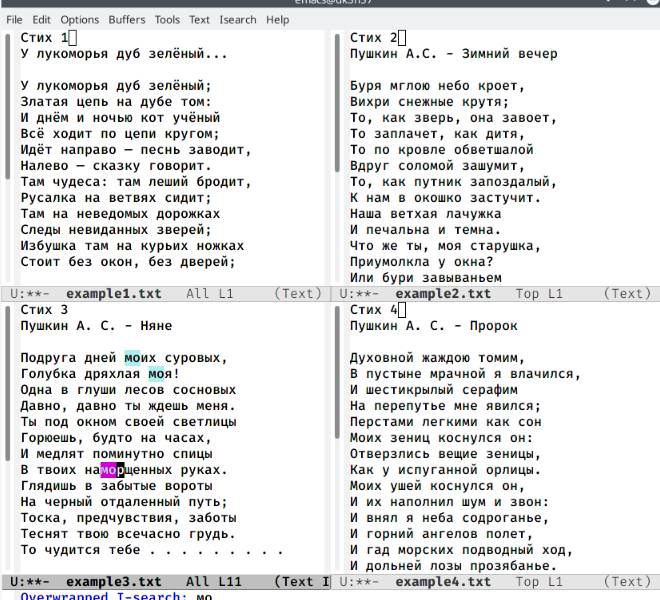 emacs@dk3n37
File Edit Options Buffers Tools Text Isearch Help
Стих 1
У лукоморья дуб зелёный...
У лукоморья дуб зелёный;
Златая цепь на дубе том:
И днём и ночью кот учёный
Всё ходит по цепи кругом;
Идёт направо — песнь заводит,
Налево — сказку говорит.
Там чудеса: там леший бродит,
Русалка на ветвях сидит;
Там на неведомых дорожках
Следы невиданных зверей;
Избушка там на курьих ножках
Стоит без окон, без дверей;
U:**- example1.txt All L1 (Text)
Стих 2
Пушкин А.С. - Зимний вечер
Буря мглою небо кроет,
Вихри снежные крутя;
То, как зверь, она завоет,
То заплачет, как дитя,
То по кровле обветшалой
Вдруг соломой зашумит,
То, как путник запоздалый,
К нам в окошко застучит.
Наша ветхая лачужка
И печальна и темна.
Что же ты, моя старушка,
Приумолкла у окна?
Или бури завываньем
U:**- example2.txt Top L1 (Text)
Стих 3
Пушкин А. С. - Няне
Подруга дней моих суровых,
Голубка дряхлая моя!
Одна в глуши лесов сосновых
Давно, давно ты ждешь меня.
Ты под окном своей светлицы
Горюешь, будто на часах,
И медлят поминутно спицы
В твоих наморщенных руках.
Глядишь в забытые вороты
На черный отдаленный путь;
Тоска, предчувствия, заботы
Теснят твою всечасно грудь.
То чудится тебе . . . . . . . . .
U:**- example3.txt All L11 (Text I
Стих 4
Пушкин А. С. - Пророк
Духовной жаждою томим,
В пустыне мрачной я влачился,
И шестикрылый серафим
На перепутье мне явился;
Перстами легкими как сон
Моих зениц коснулся он:
Отверзлись вещие зеницы,
Как у испуганной орлицы.
Моих ушей коснулся он,
И их наполнил шум и звон:
И внял я неба содроганье,
И горний ангелов полет,
И гад морских подводный ход,
И дольней лозы прозябанье.
U:**- example4.txt Top L1 (Text)
Overwrapped I-search: мо